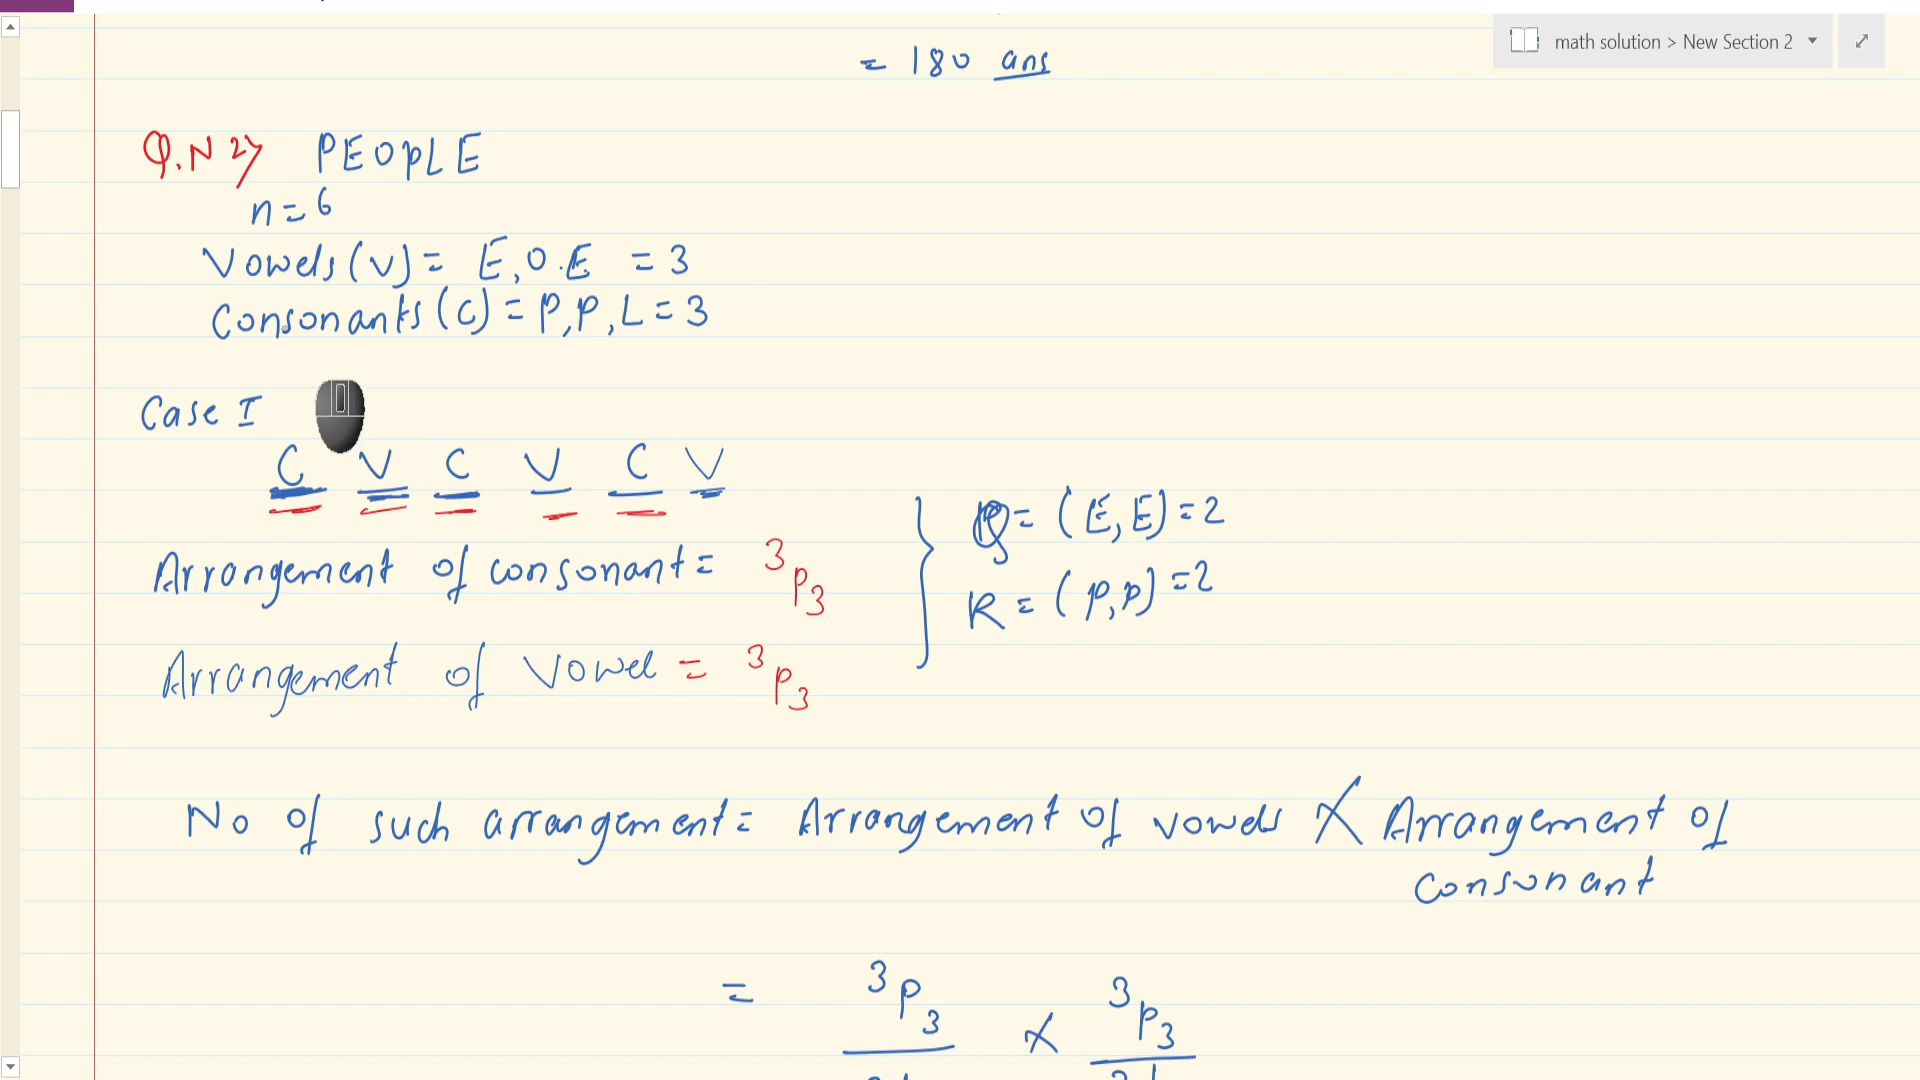 math solution > New Section 2
= 180 ans
Q.N 2) PEOPLE
n=6
Vowels(V)= E,O.E = 3
Consonants(C)= P,P,L=3
Case I
C V C V C V
Arrangement of consonant= ³P₃
Arrangement of Vowel = ³P₃
Q= (E,E)=2
R= (P,P)=2
No of such arrangement= Arrangement of vowels X Arrangement of
Consonant
= ³P₃ X ³P₃